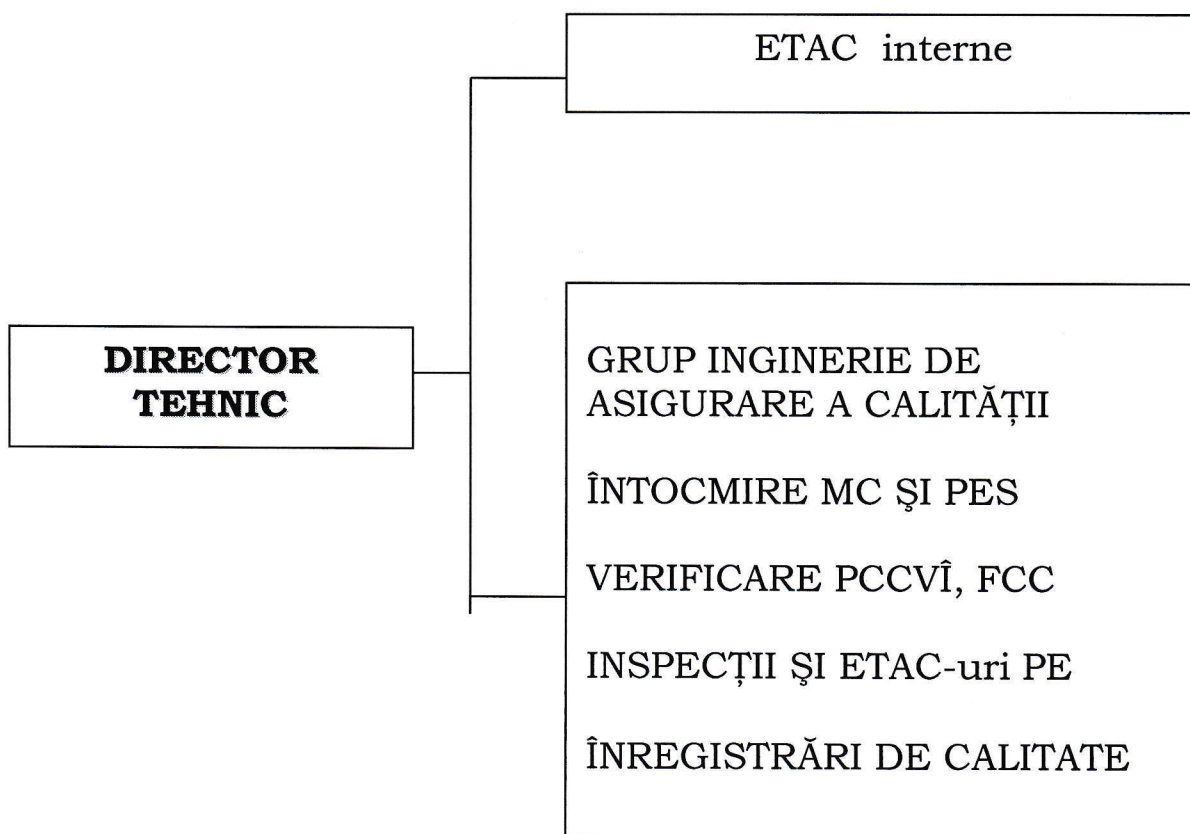 ETAC interne
DIRECTOR
TEHNIC
GRUP INGINERIE DE
ASIGURARE A CALITĂȚII
ÎNTOCMIRE MC ŞI PES
VERIFICARE PCCVÎ, FCC
INSPECȚII ŞI ETAC-uri PE
ÎNREGISTRĂRI DE CALITATE